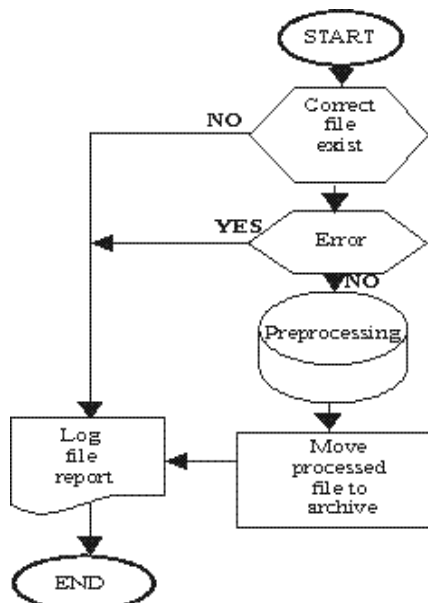 START
Correct
file
exist
NO
YES
Error
NO
Preprocessing
Log
file
report
Move
processed
file to
archive
END